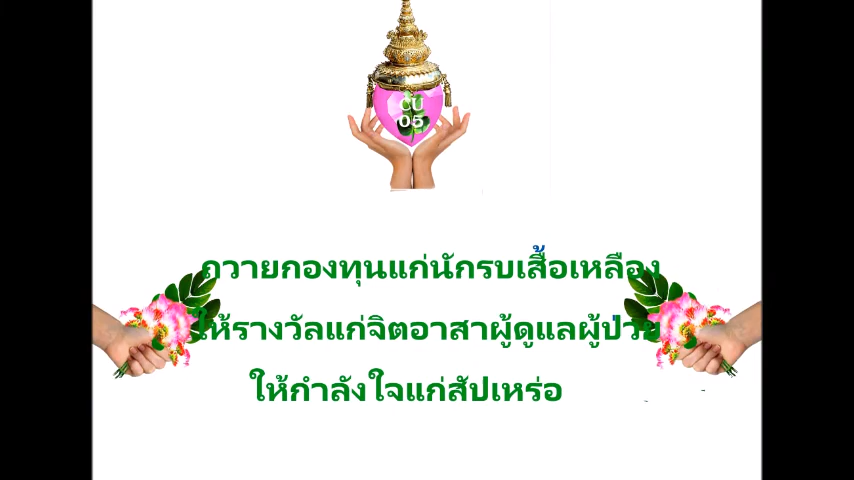 CU
05
ถวายกองทุนแก่นักรบเสื้อเหลือง
ให้รางวัลแก่จิตอาสาผู้ดูแลผู้ป่วย
ให้กำลังใจแก่สัปเหร่อ